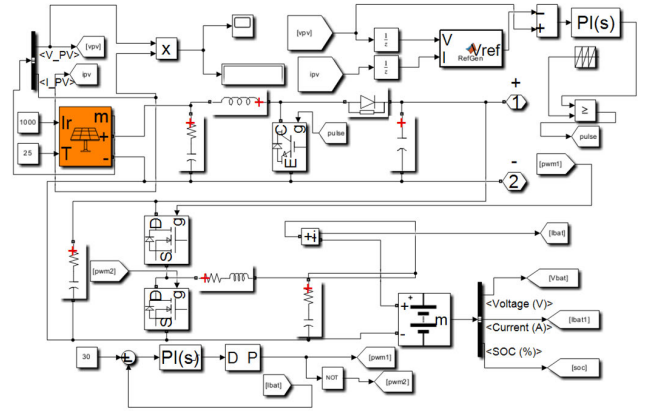 [vpv]
<V_PV>
ipv
<I_PV>
x
[vpv]
1
z
V
Vref
I
RefGen
ipv
1
z
−
+
PI(s)
≥
pulse
1000
Ir
m
+
25
T
-
C
g
E
pulse
+
1
-
2
[pwm1]
D
g
S
[pwm2]
D
g
S
+i
-
[Ibat]
+
+
-
m
[Vbat]
<Voltage (V)>
[Ibat1]
<Current (A)>
<SOC (%)>
[soc]
30
PI(s)
D P
[pwm1]
[Ibat]
NOT
[pwm2]